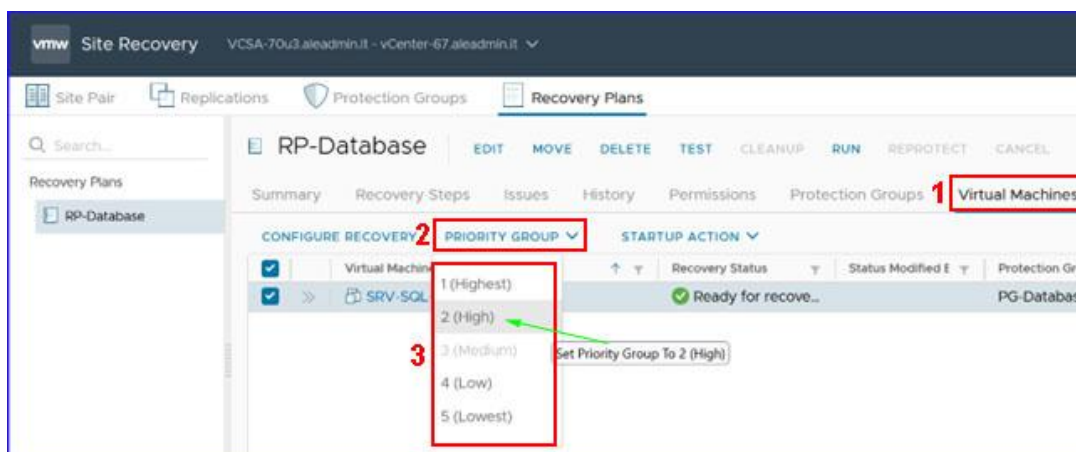 vmw Site Recovery VCSA-70u3.aleadmin.it - vCenter-67.aleadmin.it
Site Pair Replications Protection Groups Recovery Plans
Search...
Recovery Plans
RP-Database
RP-Database EDIT MOVE DELETE TEST CLEANUP RUN REPROTECT CANCEL
Summary Recovery Steps Issues History Permissions Protection Groups 1 Virtual Machines
CONFIGURE RECOVERY 2 PRIORITY GROUP STARTUP ACTION
Virtual Machin Recovery Status Status Modified E Protection Gr
SRV-SQL- Ready for recove... PG-Databas
1 (Highest)
2 (High)
3 3 (Medium) Set Priority Group To 2 (High)
4 (Low)
5 (Lowest)